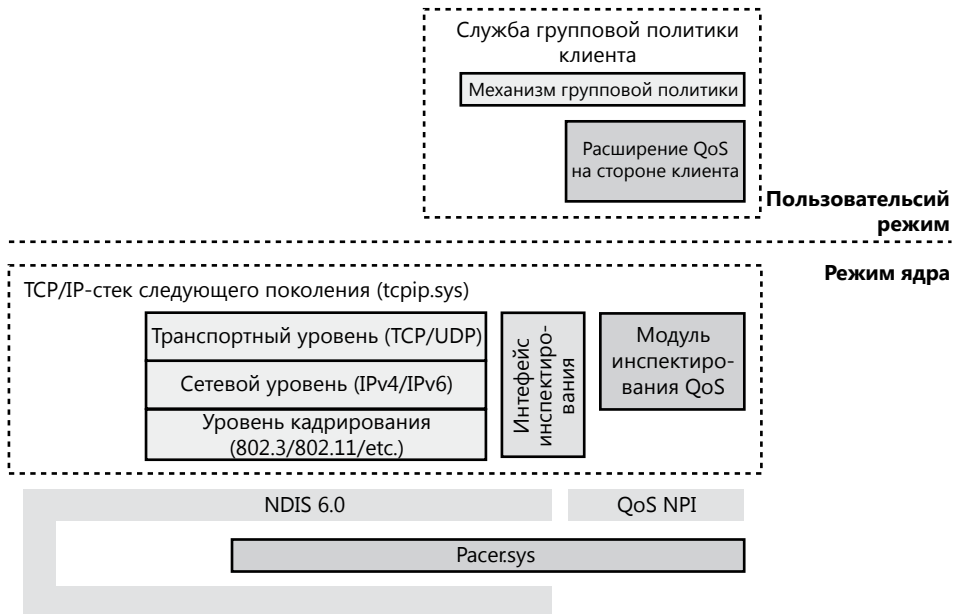 Служба групповой политики
клиента
Механизм групповой политики
Расширение QoS
на стороне клиента
Пользовательсий
режим
Режим ядра
TCP/IP-стек следующего поколения (tcpip.sys)
Транспортный уровень (TCP/UDP)
Сетевой уровень (IPv4/IPv6)
Уровень кадрирования
(802.3/802.11/etc.)
Интефейс
инспектиро-
вания
Модуль
инспектиро-
вания QoS
NDIS 6.0
QoS NPI
Pacer.sys